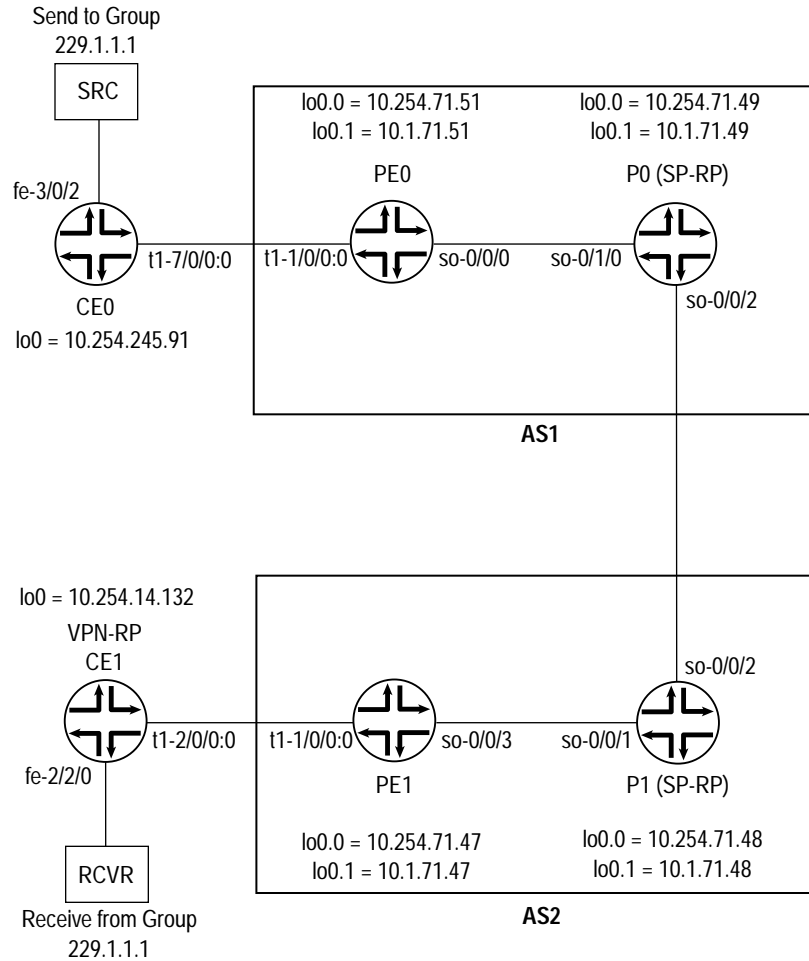 Send to Group
229.1.1.1
SRC
lo0.0 = 10.254.71.51
lo0.1 = 10.1.71.51
lo0.0 = 10.254.71.49
lo0.1 = 10.1.71.49
PE0
P0 (SP-RP)
fe-3/0/2
t1-7/0/0:0
t1-1/0/0:0
so-0/0/0
so-0/1/0
so-0/0/2
CE0
lo0 = 10.254.245.91
AS1
lo0 = 10.254.14.132
VPN-RP
CE1
so-0/0/2
t1-2/0/0:0
t1-1/0/0:0
so-0/0/3
so-0/0/1
fe-2/2/0
PE1
P1 (SP-RP)
RCVR
lo0.0 = 10.254.71.47
lo0.1 = 10.1.71.47
lo0.0 = 10.254.71.48
lo0.1 = 10.1.71.48
Receive from Group
229.1.1.1
AS2